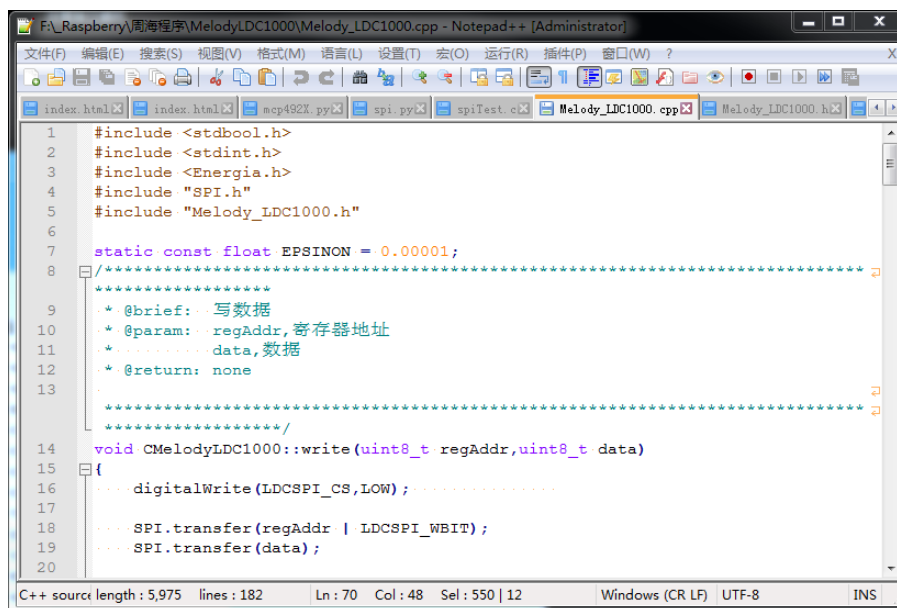 F:\_Raspberry\周海程序\MelodyLDC1000\Melody_LDC1000.cpp - Notepad++ [Administrator]
文件(F) 编辑(E) 搜索(S) 视图(V) 格式(M) 语言(L) 设置(T) 宏(O) 运行(R) 插件(P) 窗口(W) ? X
index.html index.html mcp492X.py spi.py spiTest.c Melody_LDC1000.cpp Melody_LDC1000.h
1 #include <stdbool.h>
2 #include <stdint.h>
3 #include <Energia.h>
4 #include "SPI.h"
5 #include "Melody_LDC1000.h"
6
7 static const float EPSINON = 0.00001;
8 /*****************************************************************************
******************
9 * @brief: 写数据
10 * @param: regAddr,寄存器地址
11 * data,数据
12 * @return: none
13
*****************************************************************************
******************/
14 void CMelodyLDC1000::write(uint8_t regAddr,uint8_t data)
15 {
16 digitalWrite(LDCSPI_CS,LOW);
17
18 SPI.transfer(regAddr | LDCSPI_WBIT);
19 SPI.transfer(data);
20
C++ source length : 5,975 lines : 182 Ln : 70 Col : 48 Sel : 550 | 12 Windows (CR LF) UTF-8 INS